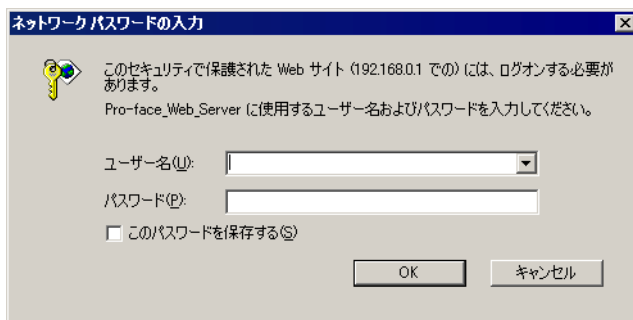 ネットワーク パスワードの入力
このセキュリティで保護された Web サイト (192.168.0.1 での) には、ログオンする必要が
あります。
Pro-face_Web_Server に使用するユーザー名およびパスワードを入力してください。
ユーザー名(U):
パスワード(P):
このパスワードを保存する(S)
OK キャンセル